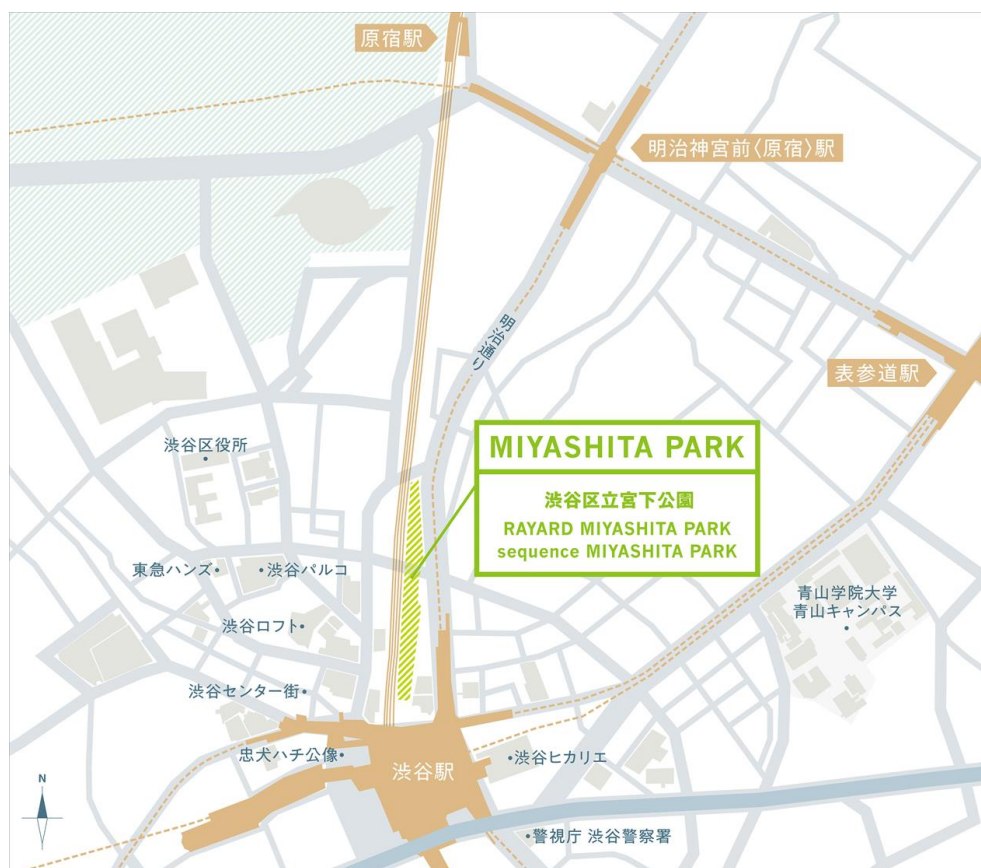 原宿駅
明治神宮前〈原宿〉駅
明治通り
表参道駅
MIYASHITA PARK
渋谷区立宮下公園
RAYARD MIYASHITA PARK
sequence MIYASHITA PARK
渋谷区役所
東急ハンズ
渋谷パルコ
青山学院大学
青山キャンパス
渋谷ロフト
渋谷センター街
忠犬ハチ公像
渋谷駅
渋谷ヒカリエ
N
警視庁 渋谷警察署